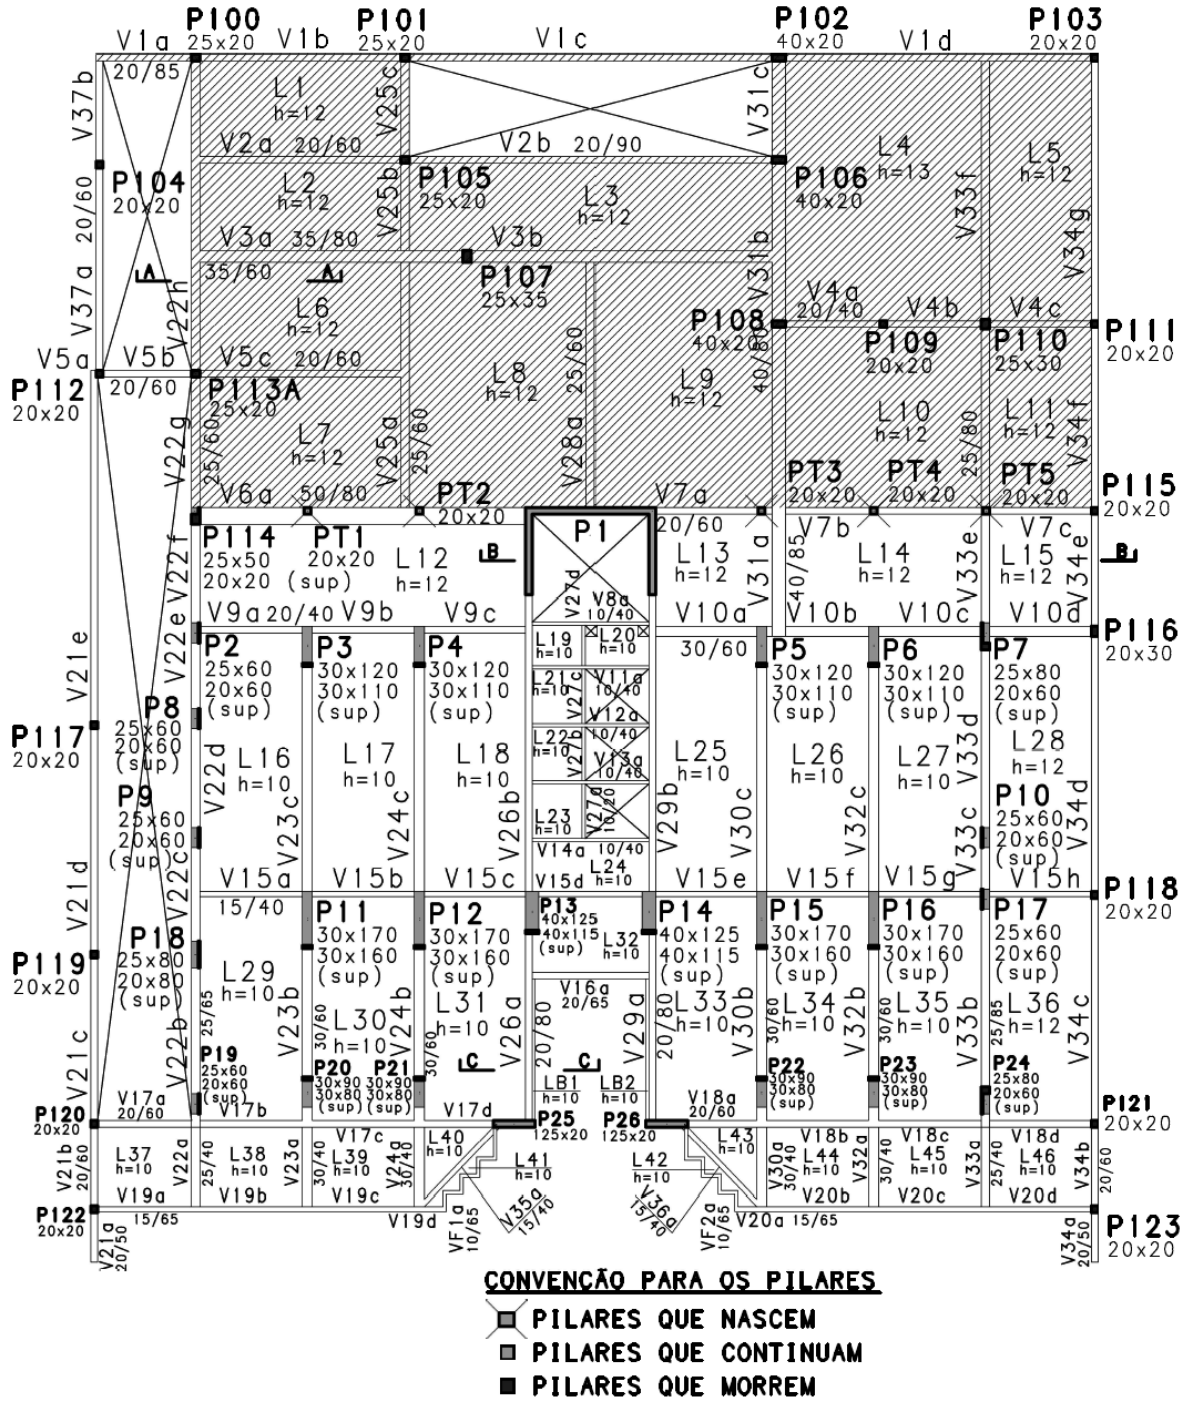 P100
P101
P102
P103
V1a
25x20
V1b
25x20
V1c
40x20
V1d
20x20
20/85
V37b
L1
h=12
V25c
V31c
V2a 20/60
V2b 20/90
L4
h=13
L5
h=12
P104
20x20
L2
h=12
V25b
P105
25x20
L3
h=12
P106
40x20
V33f
V34g
20/60
V3a 35/80
V3b
V31b
A
35/60
A
P107
25x35
V4a
20/40
V4b
V4c
V37a
V22h
L6
h=12
P108
40x20
P109
20x20
P110
25x30
P111
20x20
V5a
V5b
V5c 20/60
25/60
40/85
P112
20x20
20/60
P113A
25x20
L8
h=12
L9
h=12
L10
h=12
L11
h=12
V22g
25/60
L7
h=12
V25a
25/60
V28a
V33e
25/80
V34f
V6a 50/80
PT2
20x20
V7a
PT3
20x20
PT4
20x20
PT5
20x20
P115
20x20
P114
25x50
20x20
PT1
20x20
(sup)
P1
20/60
V7b
V7c
V22f
L12
h=12
B
L13
h=12
V31a
40/85
L14
h=12
V33e
L15
h=12
V34e
B
V27d
V8a
10/40
V9a 20/40 V9b
V9c
V10a
V10b
V10c
V10d
P116
20x30
V21e
V22e
P2
25x60
20x60
(sup)
P3
30x120
30x110
(sup)
P4
30x120
30x110
(sup)
L19
h=10
L20
h=10
30/60
P5
30x120
30x110
(sup)
P6
30x120
30x110
(sup)
P7
25x80
20x60
(sup)
L21
h=10
V27c
V11a
10/40
V12a
10/40
P8
25x60
20x60
(sup)
P117
20x20
V22d
L16
h=10
L17
h=10
L18
h=10
L22
h=10
V27b
V13a
10/40
L25
h=10
L26
h=10
L27
h=10
V33d
L28
h=12
P9
25x60
20x60
(sup)
V23c
V24c
V26b
L23
h=10
V27a
10/20
V29b
V30c
V32c
V33c
P10
25x60
20x60
(sup)
V34d
V21d
V22c
V14a 10/40
L24
h=10
V15a
V15b
V15c
V15d
V15e
V15f
V15g
V15h
P118
20x20
15/40
P11
30x170
30x160
(sup)
P12
30x170
30x160
(sup)
P13
40x125
40x115
(sup)
P14
40x125
40x115
(sup)
P15
30x170
30x160
(sup)
P16
30x170
30x160
(sup)
P17
25x60
20x60
(sup)
P18
25x80
20x80
(sup)
P119
20x20
L32
h=10
L29
h=10
V16a
20/65
V21c
V22b
25/65
V23b
30/60
L30
h=10
V24b
30/60
L31
h=10
V26a
20/80
V29a
20/80
L33
h=10
V30b
30/60
L34
h=10
V32b
30/60
L35
h=10
V33b
25/85
L36
h=12
V34c
P19
25x60
20x60
(sup)
P20
30x90
30x80
(sup)
P21
30x90
30x80
(sup)
C
C
P22
30x90
30x80
(sup)
P23
30x90
30x80
(sup)
P24
25x80
20x60
(sup)
LB1
h=10
LB2
h=10
V17a
20/60
V17b
V17d
V18a
20/60
P120
20x20
P25
125x20
P26
125x20
P121
20x20
V21b
20/60
L37
h=10
V22a
25/40
L38
h=10
V23a
30/40
V17c
L39
h=10
V24a
30/40
L40
h=10
L41
h=10
L42
h=10
L43
h=10
V30a
30/40
V18b
L44
h=10
V32a
30/40
V18c
L45
h=10
25/40
V18d
L46
h=10
V34b
20/60
V19a
V19b
V19c
V20b
V20c
V20d
P122
20x20
15/65
V19d
VF1a
10/65
V35a
15/40
V36a
15/40
VF2a
10/65
V20a 15/65
P123
20x20
V21a
20/50
V34a
20/50
CONVENÇÃO PARA OS PILARES
PILARES QUE NASCEM
PILARES QUE CONTINUAM
PILARES QUE MORREM